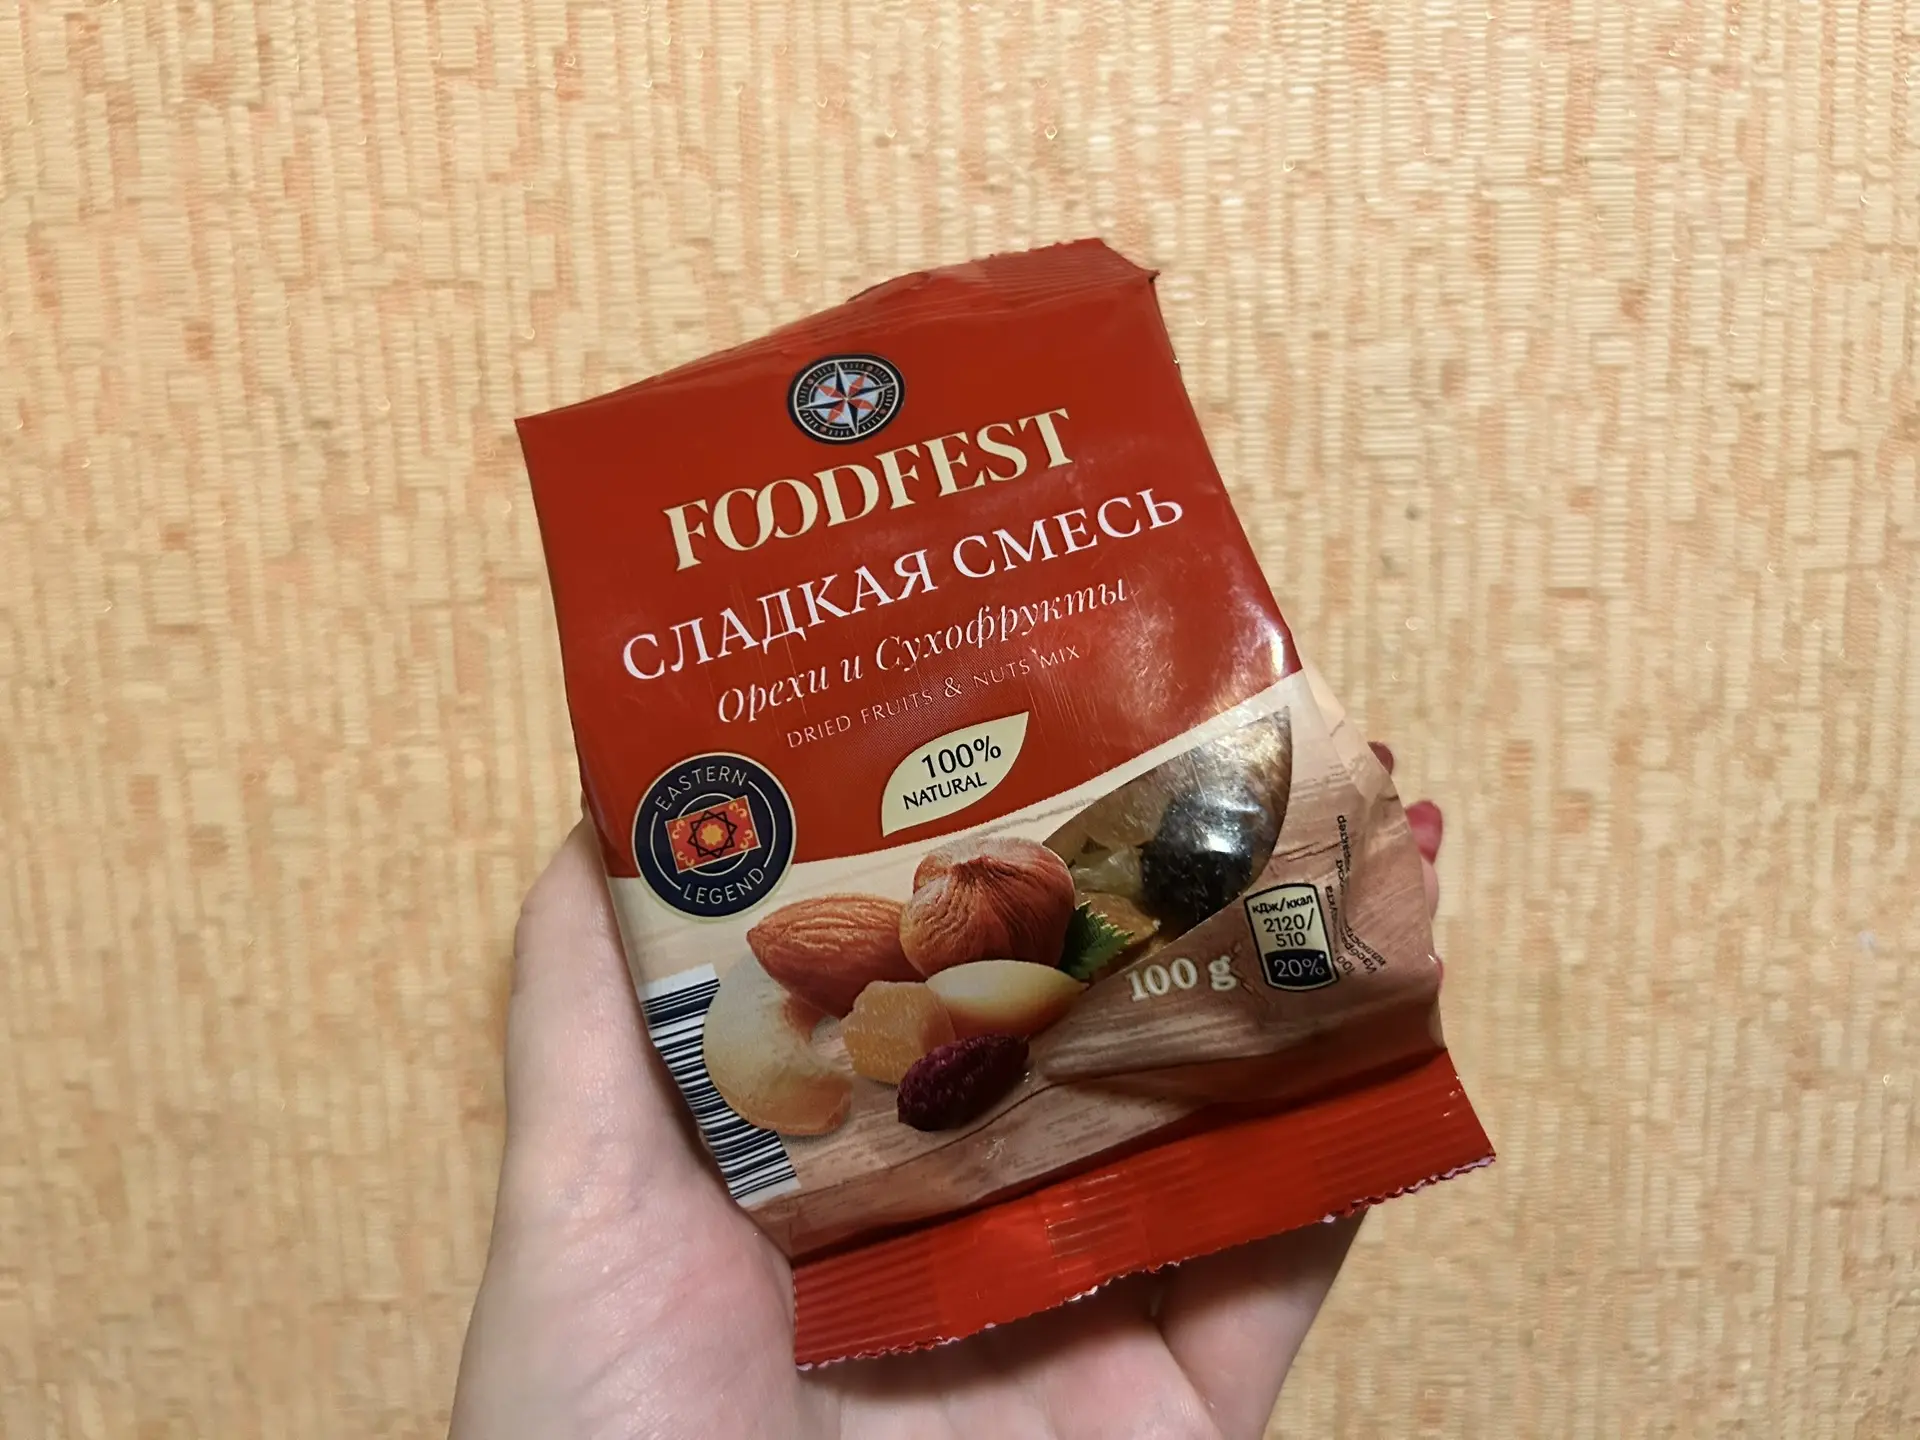 FOODFEST
СЛАДКАЯ СМЕСЬ
Орехи и Сухофрукты
DRIED FRUITS & NUTS MIX
100%
NATURAL
EASTERN
LEGEND
100 g
кДж/ккал
2120/
510
20%*